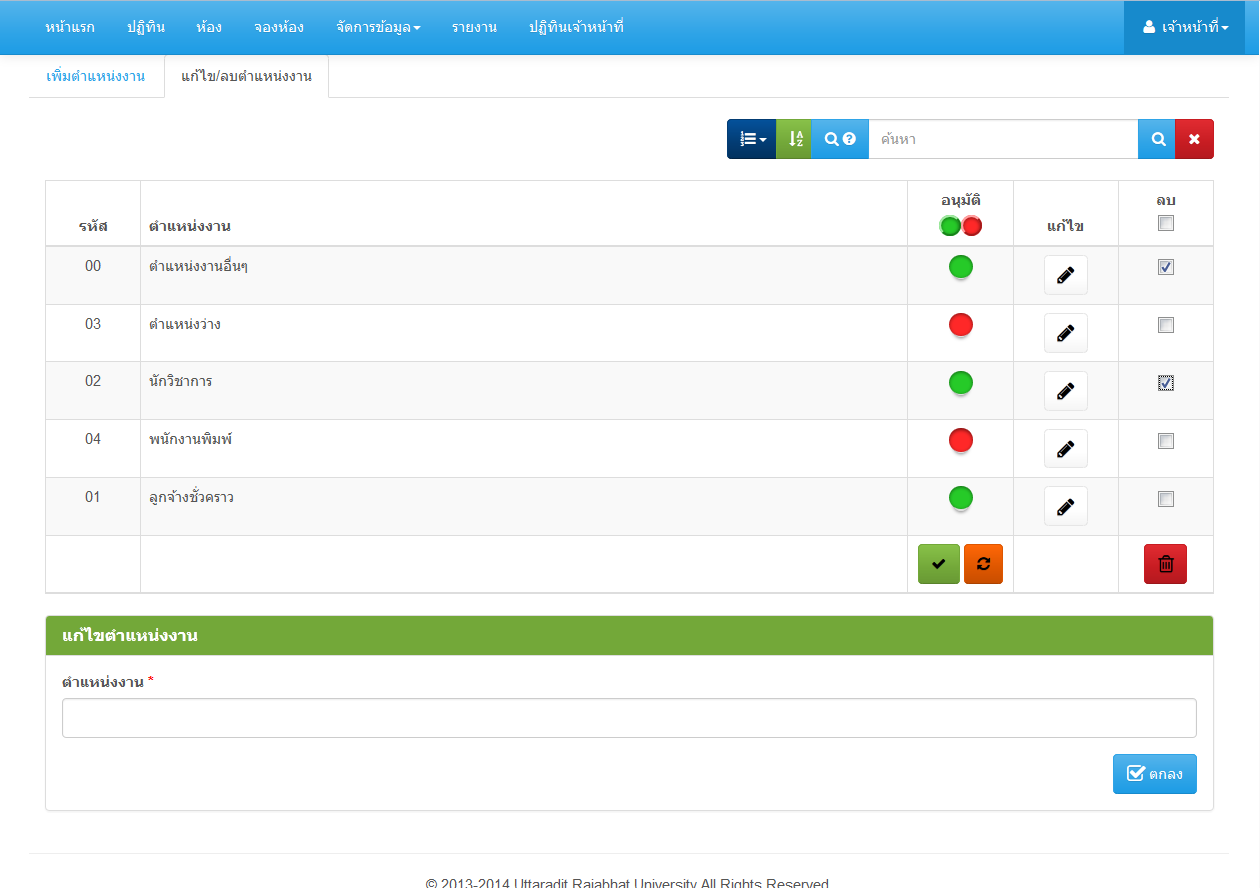 หน้าแรก ปฏิทิน ห้อง จองห้อง จัดการข้อมูล รายงาน ปฏิทินเจ้าหน้าที่ เจ้าหน้าที่
เพิ่มตำแหน่งงาน แก้ไข/ลบตำแหน่งงาน
ค้นหา
รหัส ตำแหน่งงาน อนุมัติ แก้ไข ลบ
00 ตำแหน่งงานอื่นๆ
03 ตำแหน่งว่าง
02 นักวิชาการ
04 พนักงานพิมพ์
01 ลูกจ้างชั่วคราว
แก้ไขตำแหน่งงาน
ตำแหน่งงาน *
ตกลง
© 2013-2014 Uttaradit Rajabhat University All Rights Reserved